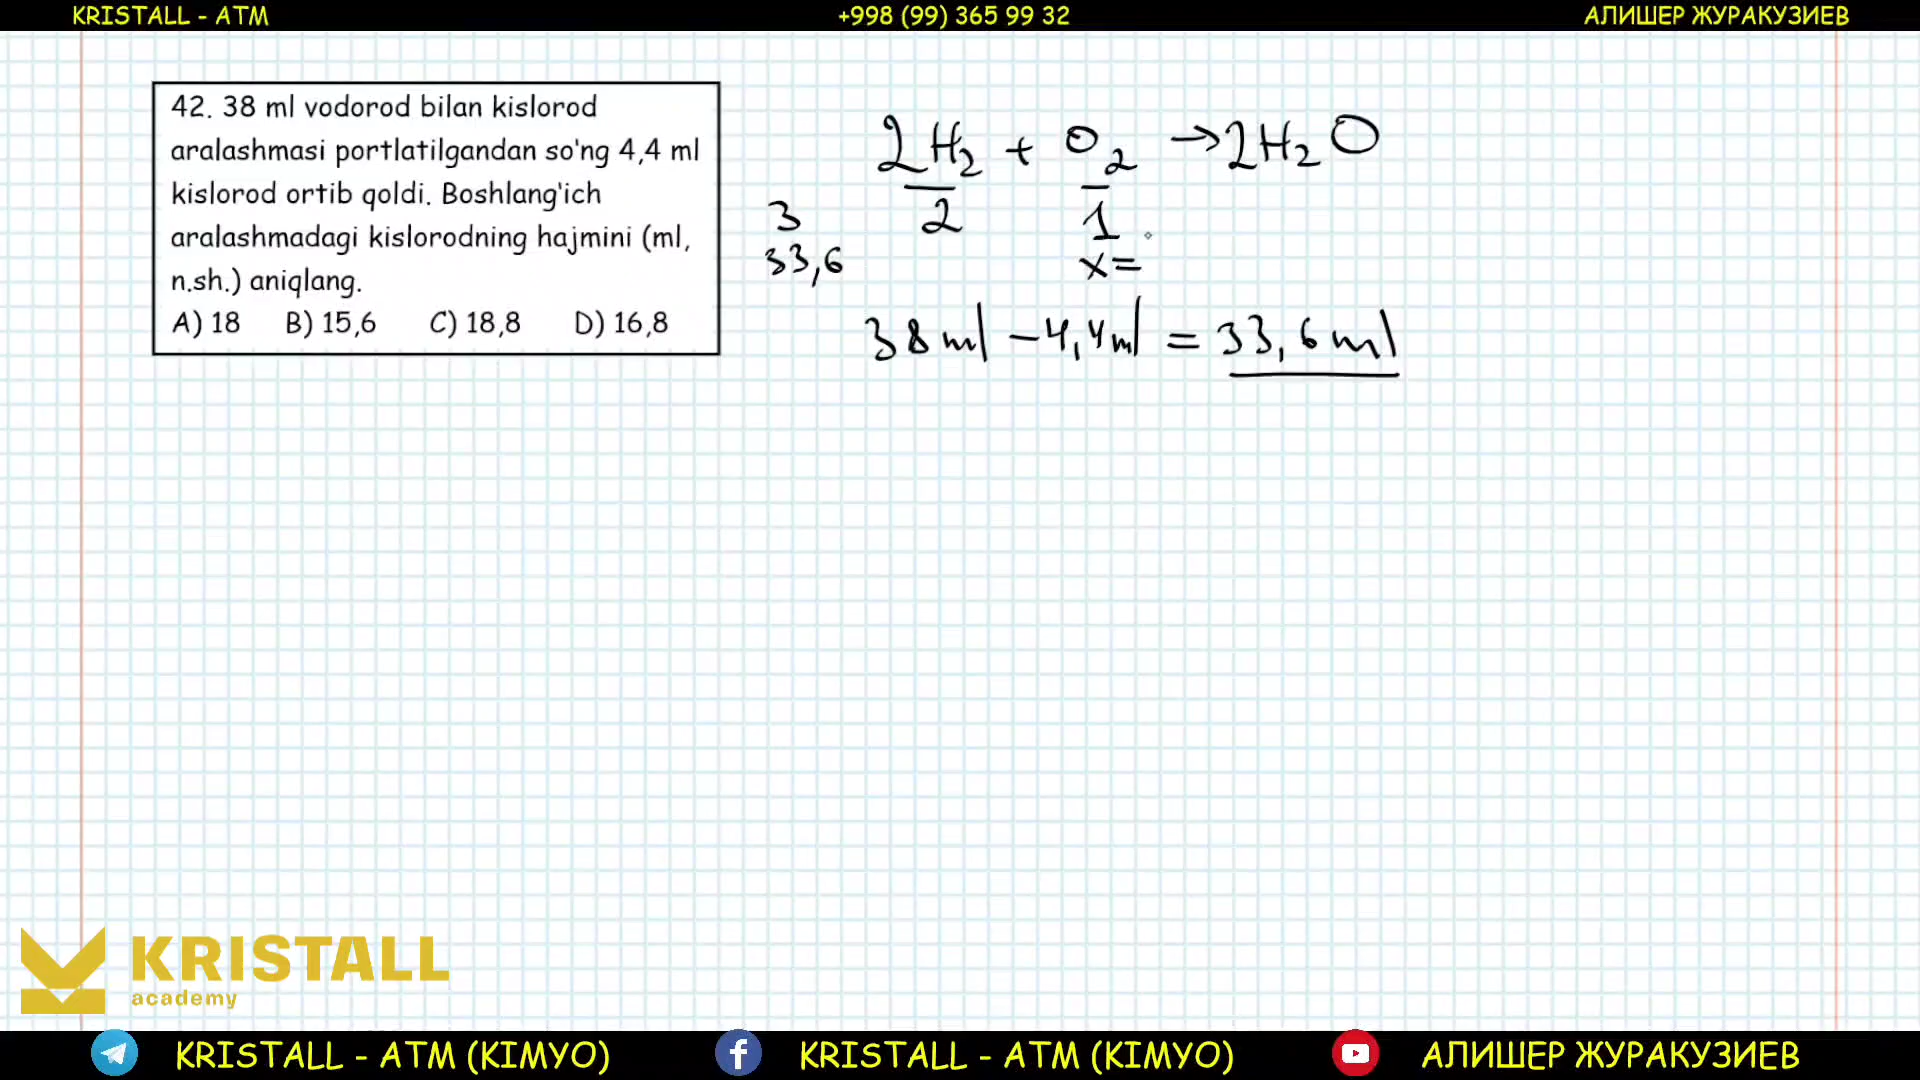 KRISTALL - ATM
+998 (99) 365 99 32
АЛИШЕР ЖУРАКУЗИЕВ
42. 38 ml vodorod bilan kislorod
aralashmasi portlatilgandan so'ng 4,4 ml
kislorod ortib qoldi. Boshlang'ich
aralashmadagi kislorodning hajmini (ml,
n.sh.) aniqlang.
A) 18 B) 15,6 C) 18,8 D) 16,8
2H₂ + O₂ → 2H₂O
3 2 1
33,6 x=
38 ml - 4,4 ml = 33,6 ml
KRISTALL
academy
KRISTALL - ATM (KIMYO)
KRISTALL - ATM (KIMYO)
АЛИШЕР ЖУРАКУЗИЕВ